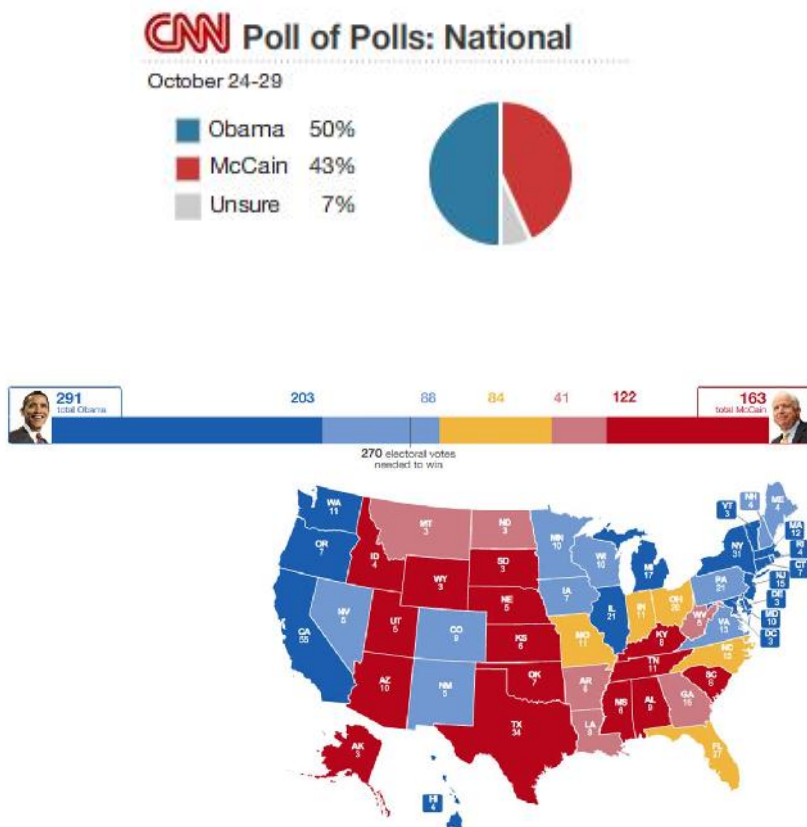 CNN Poll of Polls: National
October 24-29
Obama 50%
McCain 43%
Unsure 7%
291 203 88 84 41 122 163
total Obama total McCain
270 electoral votes
needed to win
WA
11
OR
7
CA
55
NV
5
ID
4
MT
3
WY
3
UT
5
AZ
10
CO
9
NM
5
ND
3
SD
3
NE
5
KS
6
OK
7
TX
34
MN
10
IA
7
MO
11
AR
6
LA
9
WI
10
IL
21
MI
17
IN
11
OH
20
KY
8
TN
11
MS
6
AL
9
GA
15
FL
27
SC
8
NC
15
VA
13
WV
5
PA
21
NY
31
VT
3
NH
4
ME
4
MA
12
RI
4
CT
7
NJ
15
DE
3
MD
10
DC
3
AK
3
HI
4